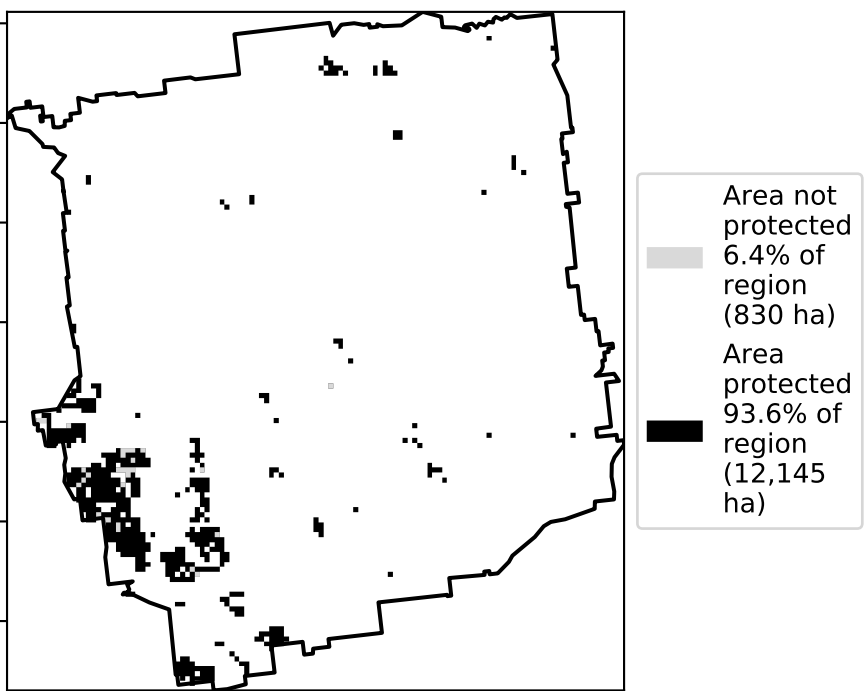 Area not
protected
6.4% of
region
(830 ha)
Area
protected
93.6% of
region
(12,145
ha)